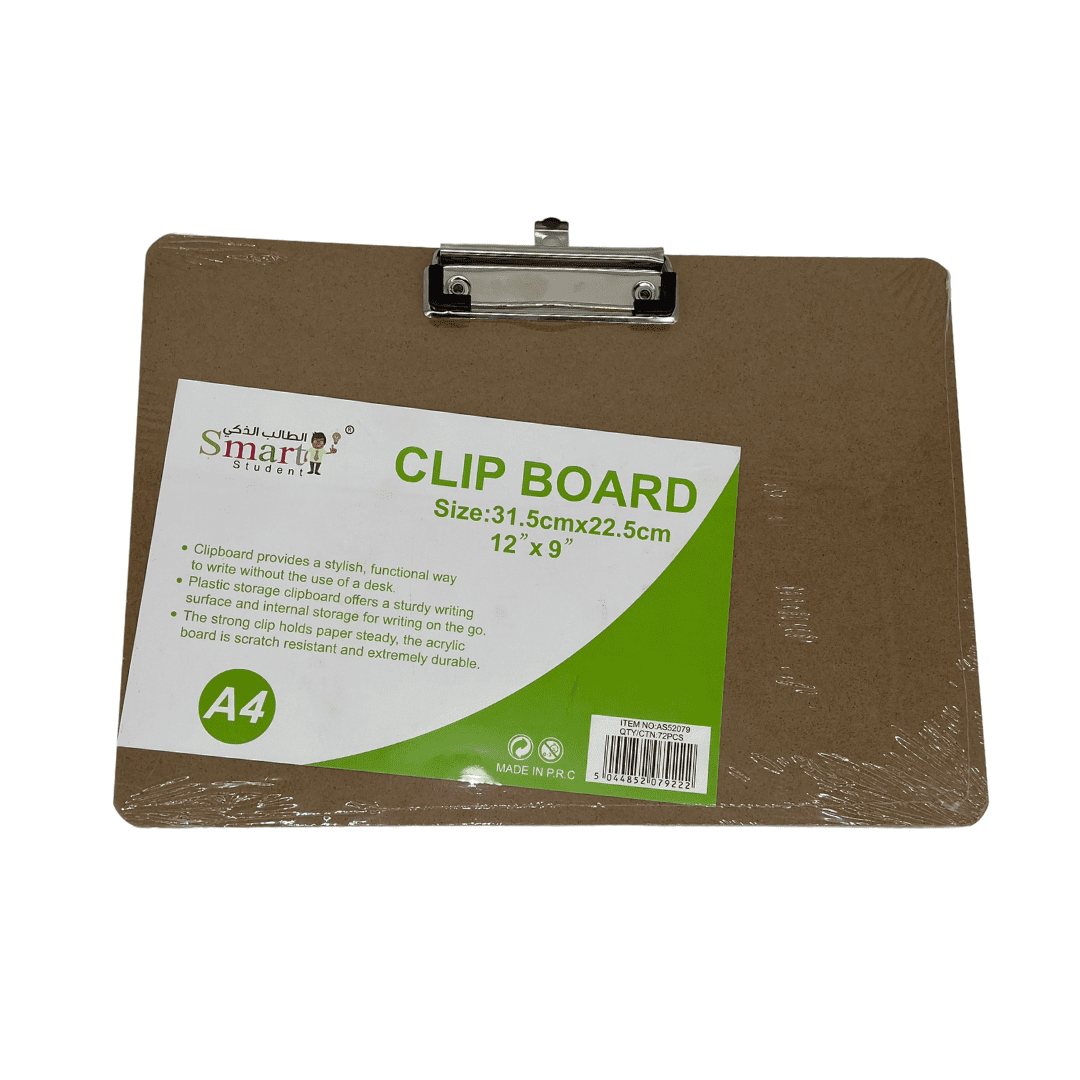 الطالب الذكي
Smart ®
Student
CLIP BOARD
Size:31.5cmx22.5cm
12” x 9”
• Clipboard provides a stylish, functional way
to write without the use of a desk.
• Plastic storage clipboard offers a sturdy writing
surface and internal storage for writing on the go.
• The strong clip holds paper steady, the acrylic
board is scratch resistant and extremely durable.
A4
MADE IN P.R.C
ITEM NO:AS52079
QTY/CTN:72PCS
5 044852 079222